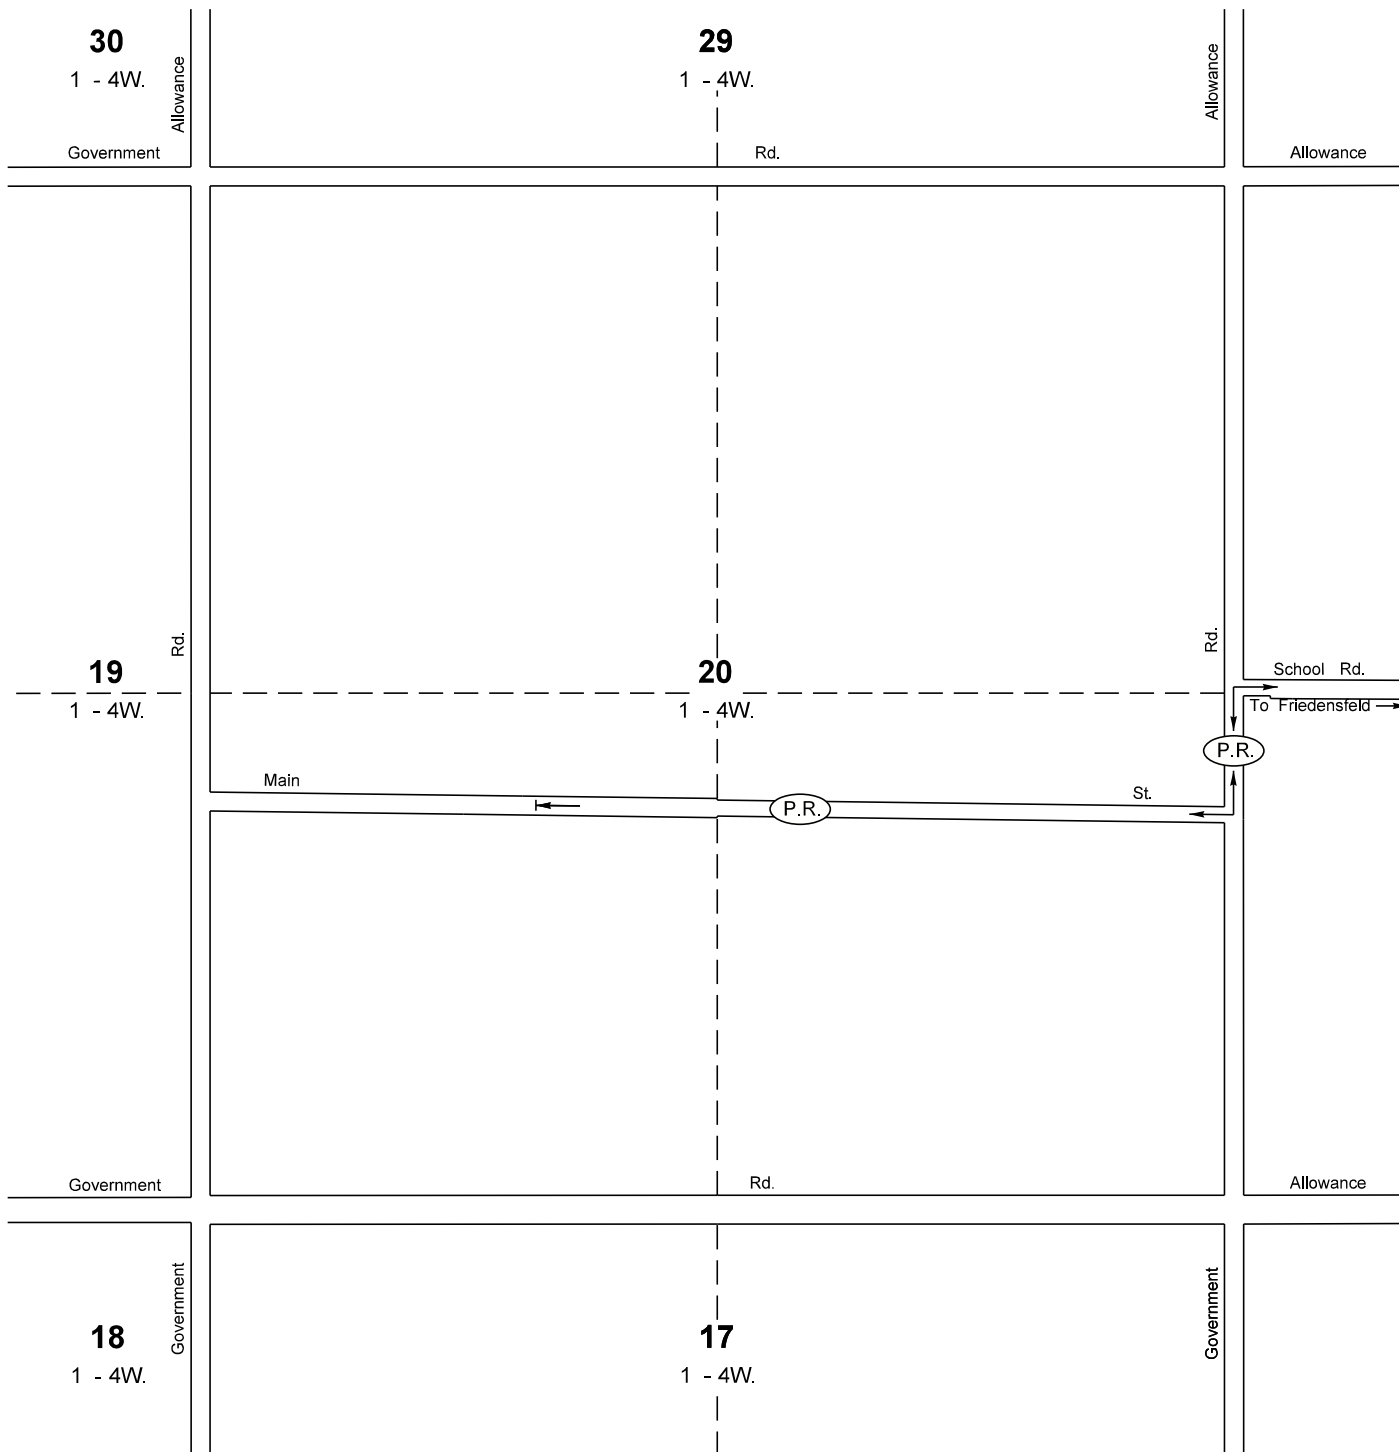 30
1 - 4W.
Allowance
29
1 - 4W.
Allowance
Government
Rd.
Allowance
Rd.
Rd.
19
1 - 4W.
20
1 - 4W.
School Rd.
To Friedensfeld
P.R.
Main
P.R.
St.
Government
Rd.
Allowance
Government
Government
18
1 - 4W.
17
1 - 4W.